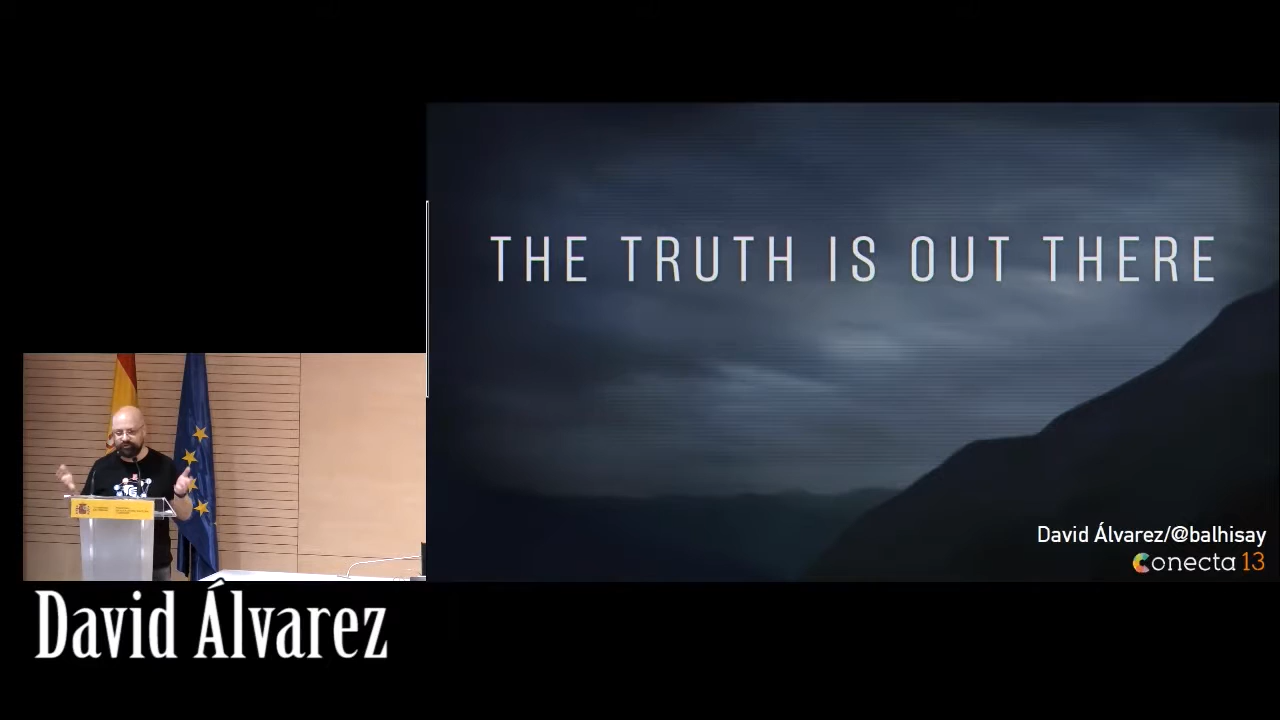 THE TRUTH IS OUT THERE
David Álvarez/@balhisay
Conecta 13
David Álvarez